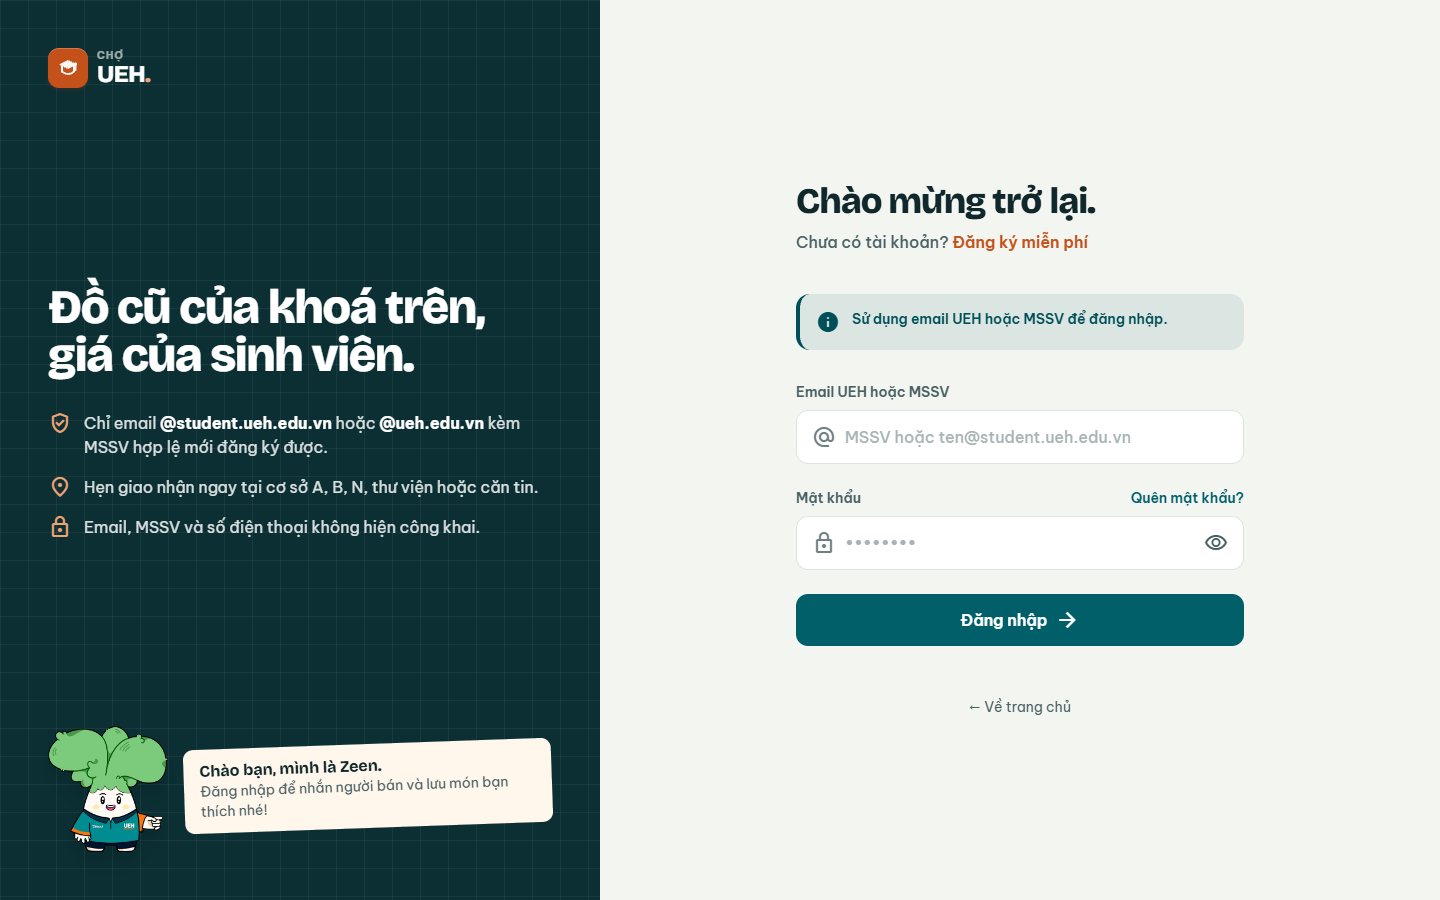 CHỢ
UEH.
Đồ cũ của khoá trên,
giá của sinh viên.
Chỉ email @student.ueh.edu.vn hoặc @ueh.edu.vn kèm
MSSV hợp lệ mới đăng ký được.
Hẹn giao nhận ngay tại cơ sở A, B, N, thư viện hoặc căn tin.
Email, MSSV và số điện thoại không hiện công khai.
Chào bạn, mình là Zeen.
Đăng nhập để nhắn người bán và lưu món bạn
thích nhé!
UEH
Chào mừng trở lại.
Chưa có tài khoản? Đăng ký miễn phí
Sử dụng email UEH hoặc MSSV để đăng nhập.
Email UEH hoặc MSSV
MSSV hoặc ten@student.ueh.edu.vn
Mật khẩu Quên mật khẩu?
••••••••
Đăng nhập →
← Về trang chủ